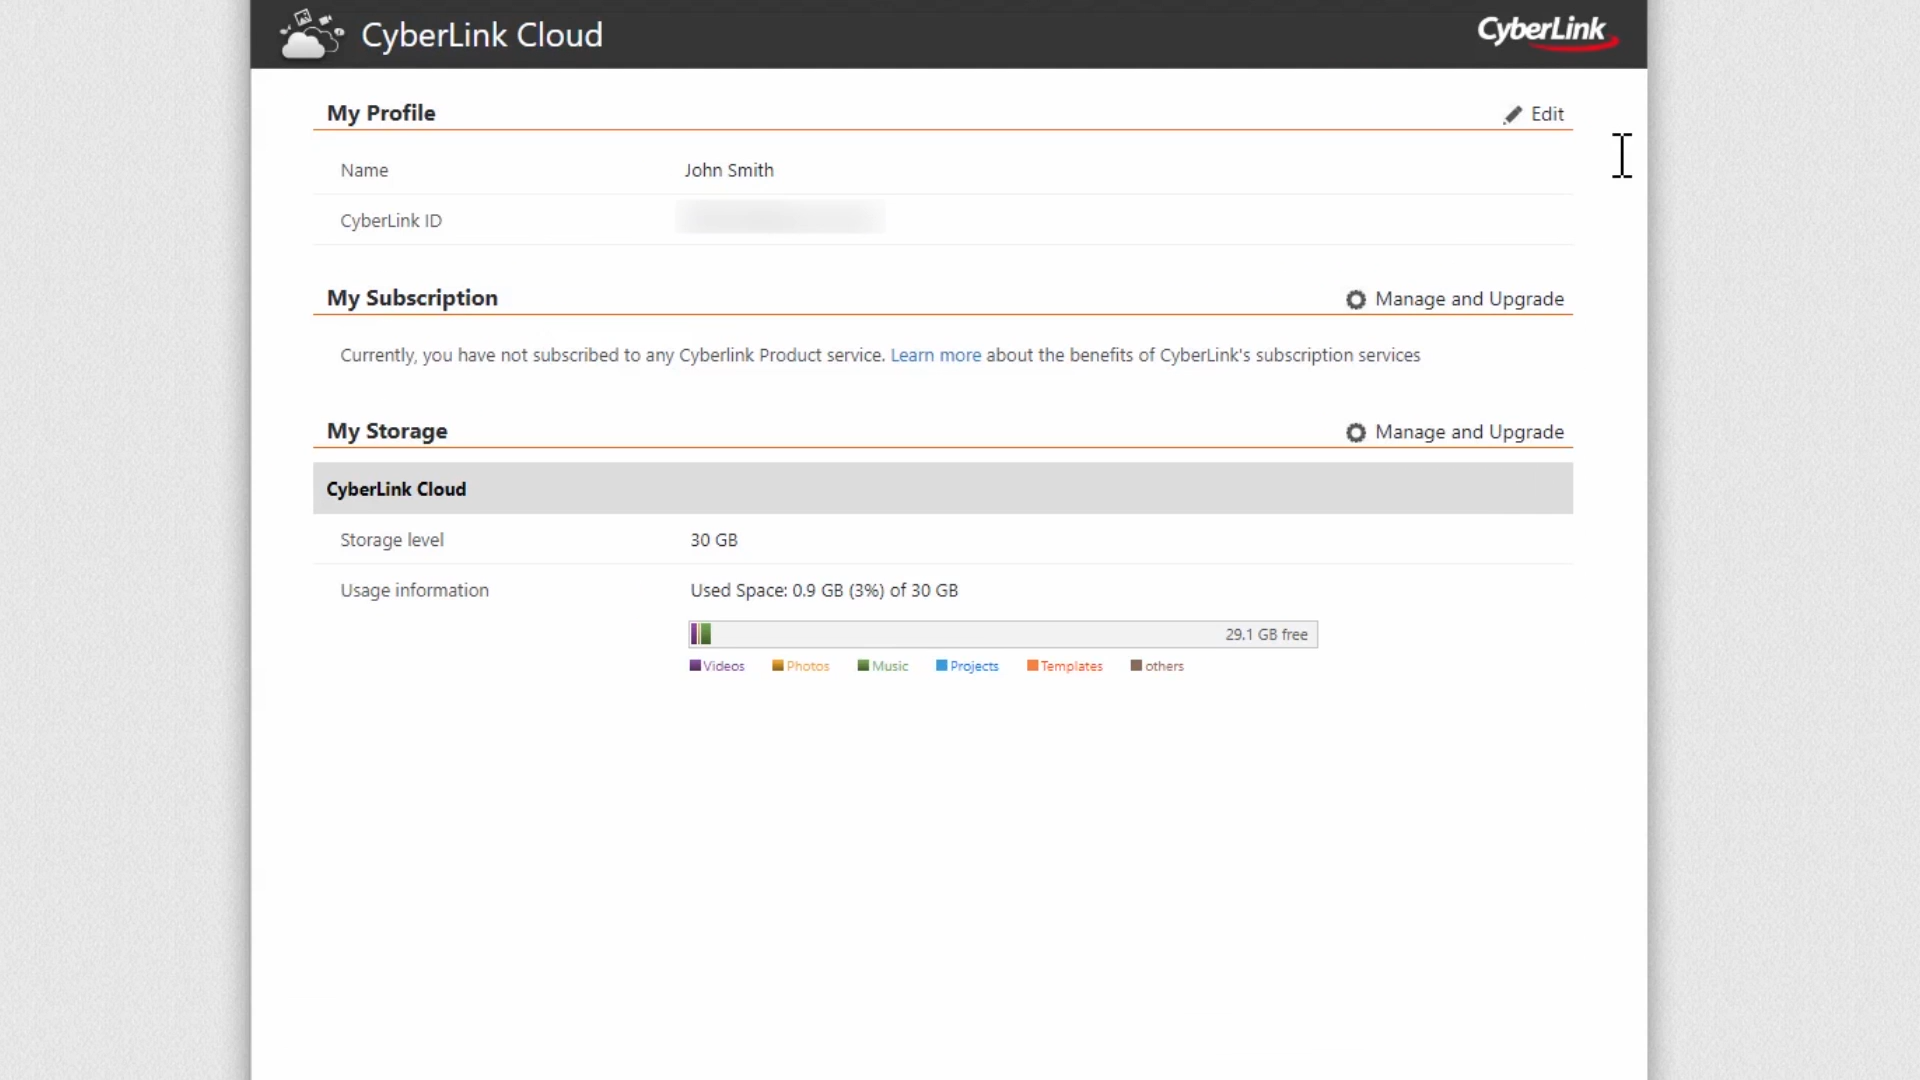 CyberLink Cloud
CyberLink
My Profile
Edit
Name
John Smith
CyberLink ID
My Subscription
Manage and Upgrade
Currently, you have not subscribed to any Cyberlink Product service. Learn more about the benefits of CyberLink's subscription services
My Storage
Manage and Upgrade
CyberLink Cloud
Storage level
30 GB
Usage information
Used Space: 0.9 GB (3%) of 30 GB
29.1 GB free
Videos Photos Music Projects Templates others